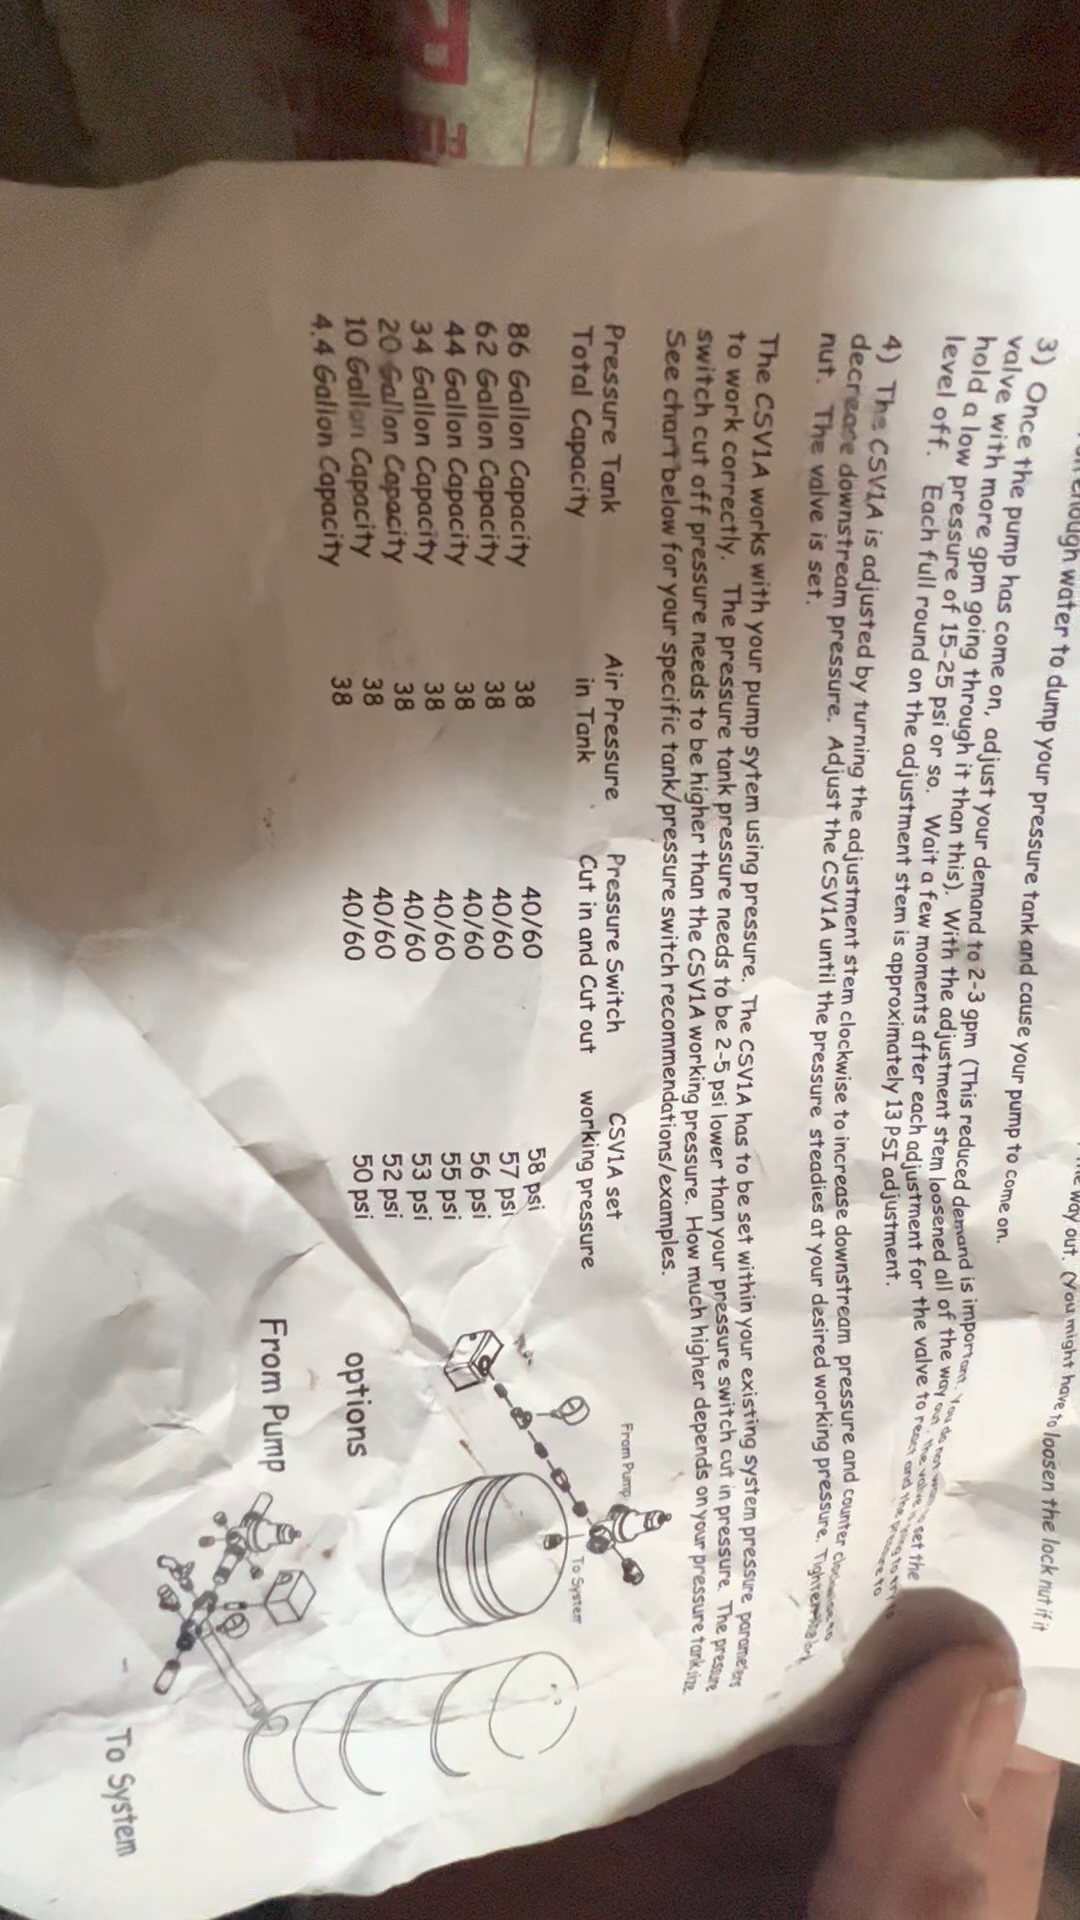 enough water to dump your pressure tank and cause your pump to come on.
way out. (You might have to loosen the lock nut if it
3) Once the pump has come on, adjust your demand to 2-3 gpm (This reduced demand is important. You do not
valve with more gpm going through it than this). With the adjustment stem loosened all of the way out, the valve is set the
hold a low pressure of 15-25 psi or so. Wait a few moments after each adjustment for the valve to react and the pressure to
level off. Each full round on the adjustment stem is approximately 13 PSI adjustment.
4) The CSV1A is adjusted by turning the adjustment stem clockwise to increase downstream pressure and counter clockwise to
decrease downstream pressure. Adjust the CSV1A until the pressure steadies at your desired working pressure. Tighten
nut. The valve is set.
The CSV1A works with your pump sytem using pressure. The CSV1A has to be set within your existing system pressure parameters
to work correctly. The pressure tank pressure needs to be 2-5 psi lower than your pressure switch cut in pressure. The pressure
switch cut off pressure needs to be higher than the CSV1A working pressure. How much higher depends on your pressure tank size.
See chart below for your specific tank/pressure switch recommendations/examples.
Pressure Tank Air Pressure Pressure Switch CSV1A set
Total Capacity in Tank Cut in and Cut out working pressure
86 Gallon Capacity 38 40/60 58 psi
62 Gallon Capacity 38 40/60 57 psi
44 Gallon Capacity 38 40/60 56 psi
34 Gallon Capacity 38 40/60 55 psi
20 Gallon Capacity 38 40/60 53 psi
10 Gallon Capacity 38 40/60 52 psi
4.4 Gallon Capacity 38 40/60 50 psi
From Pump
To System
options
From Pump
To System